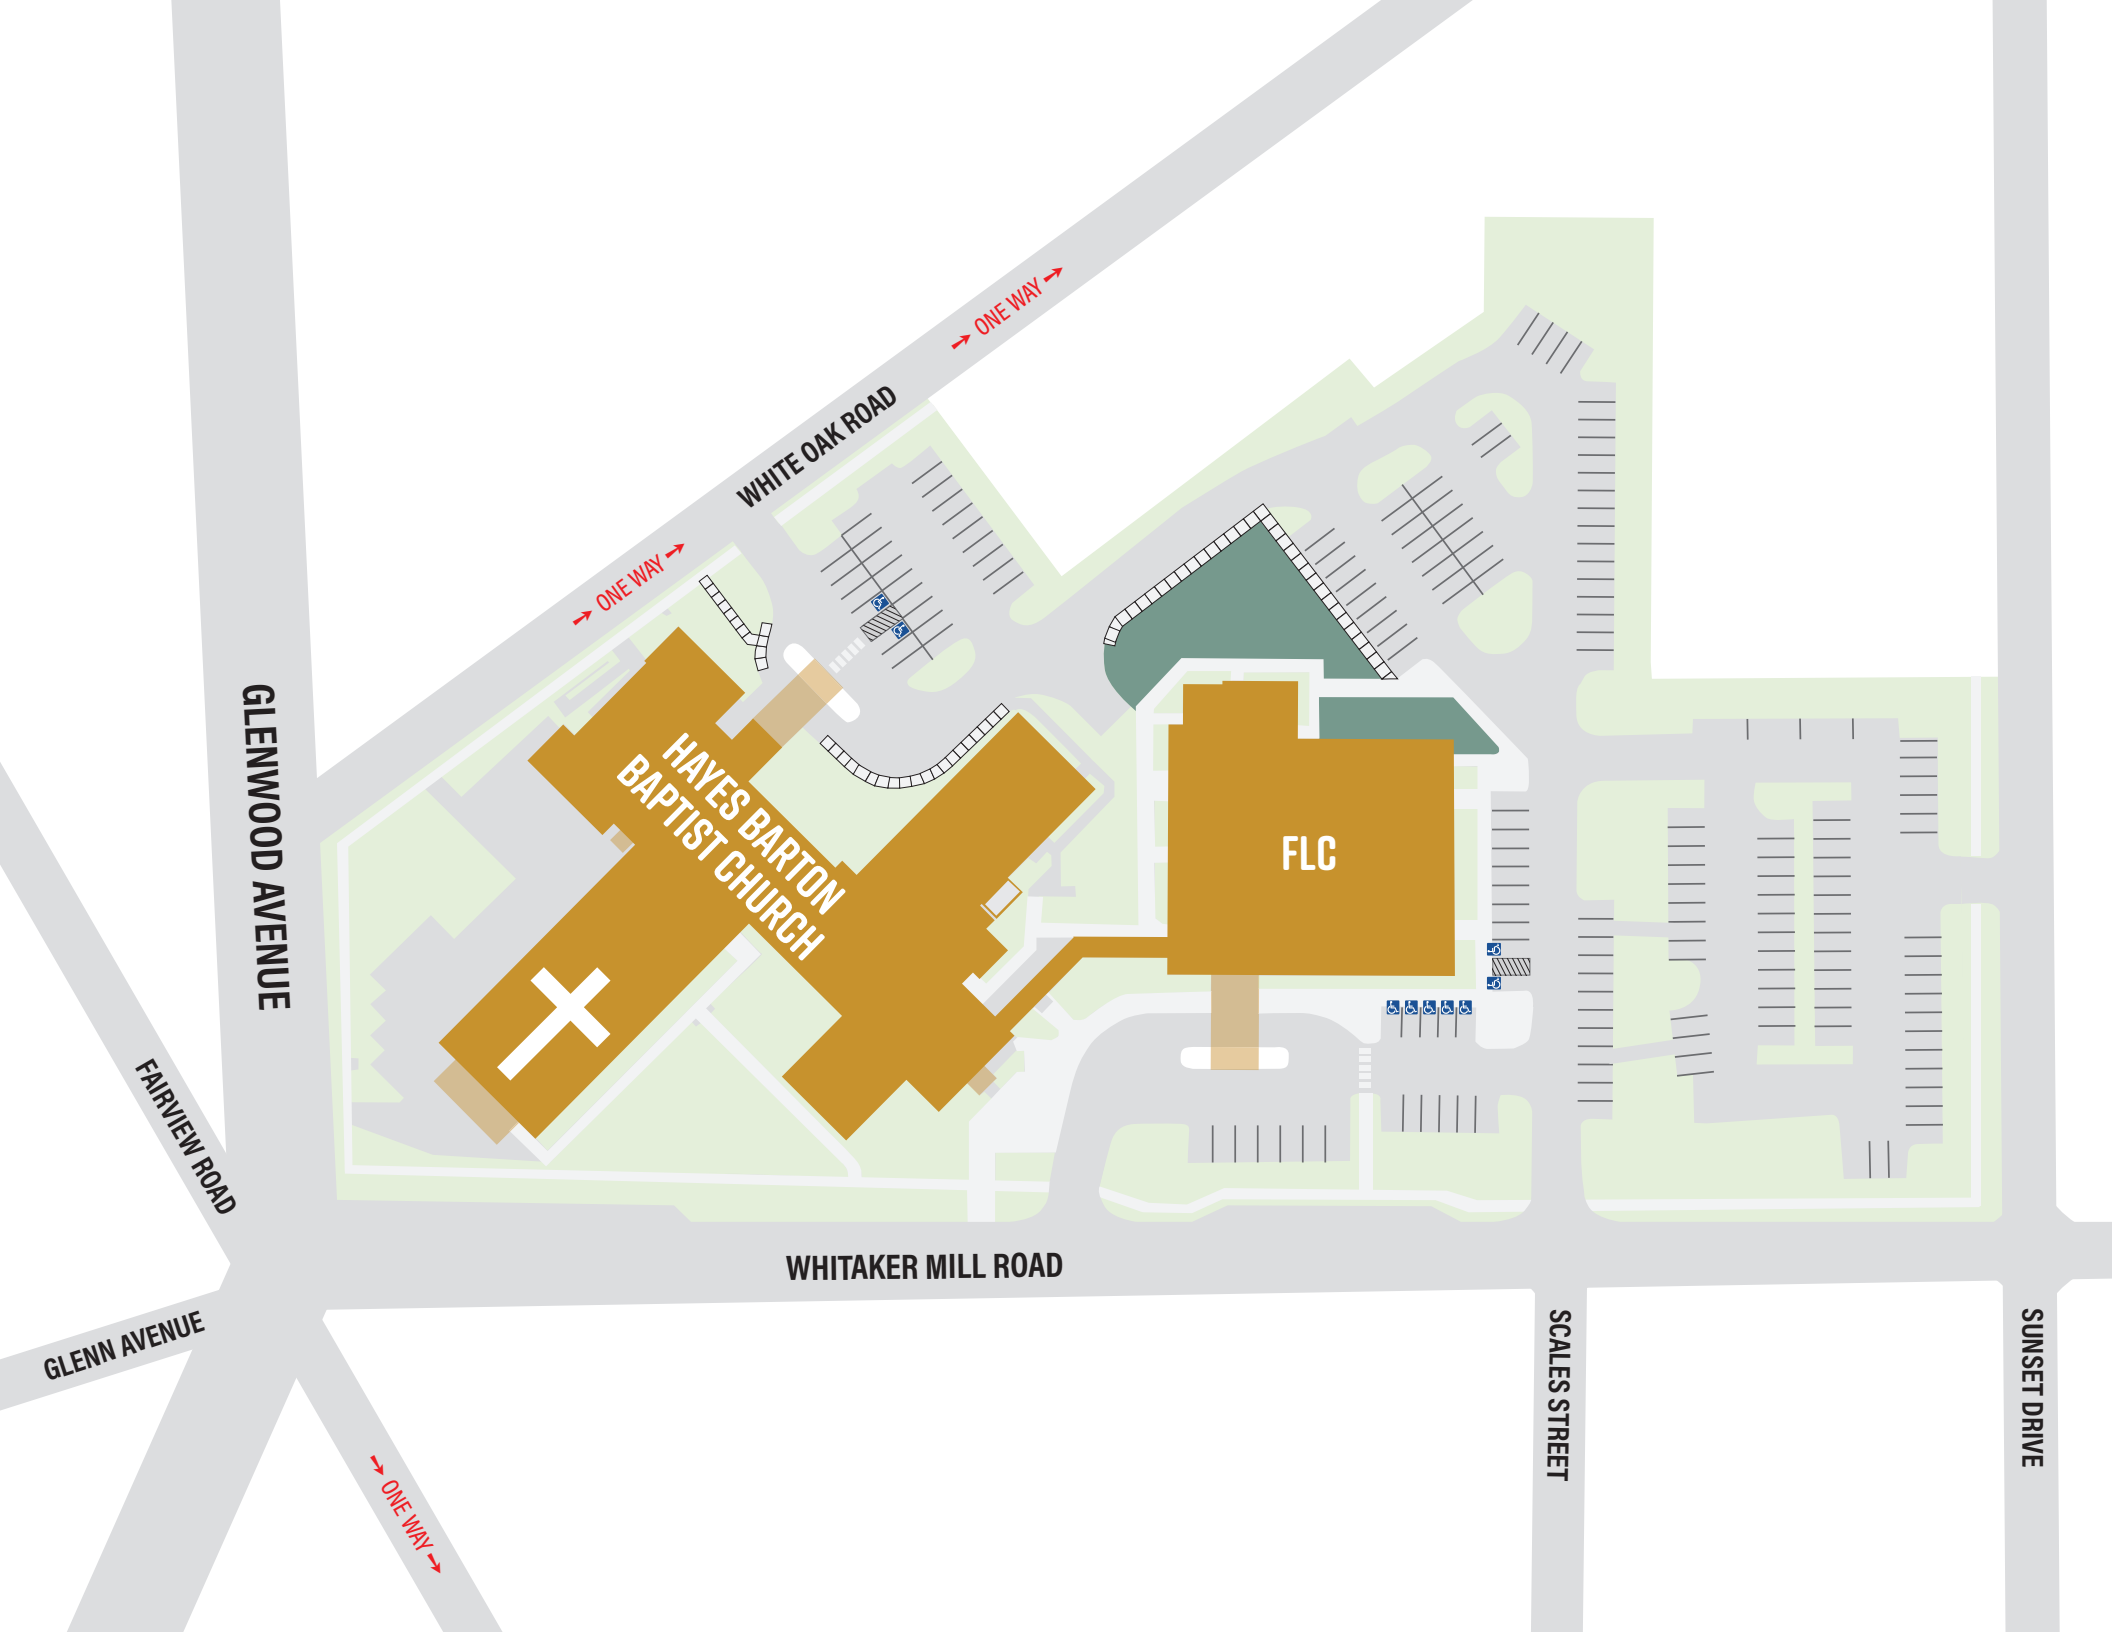 ONE WAY
WHITE OAK ROAD
ONE WAY
GLENWOOD AVENUE
HAYES BARTON
BAPTIST CHURCH
FLC
FAIRVIEW ROAD
WHITAKER MILL ROAD
GLENN AVENUE
SCALES STREET
SUNSET DRIVE
ONE WAY